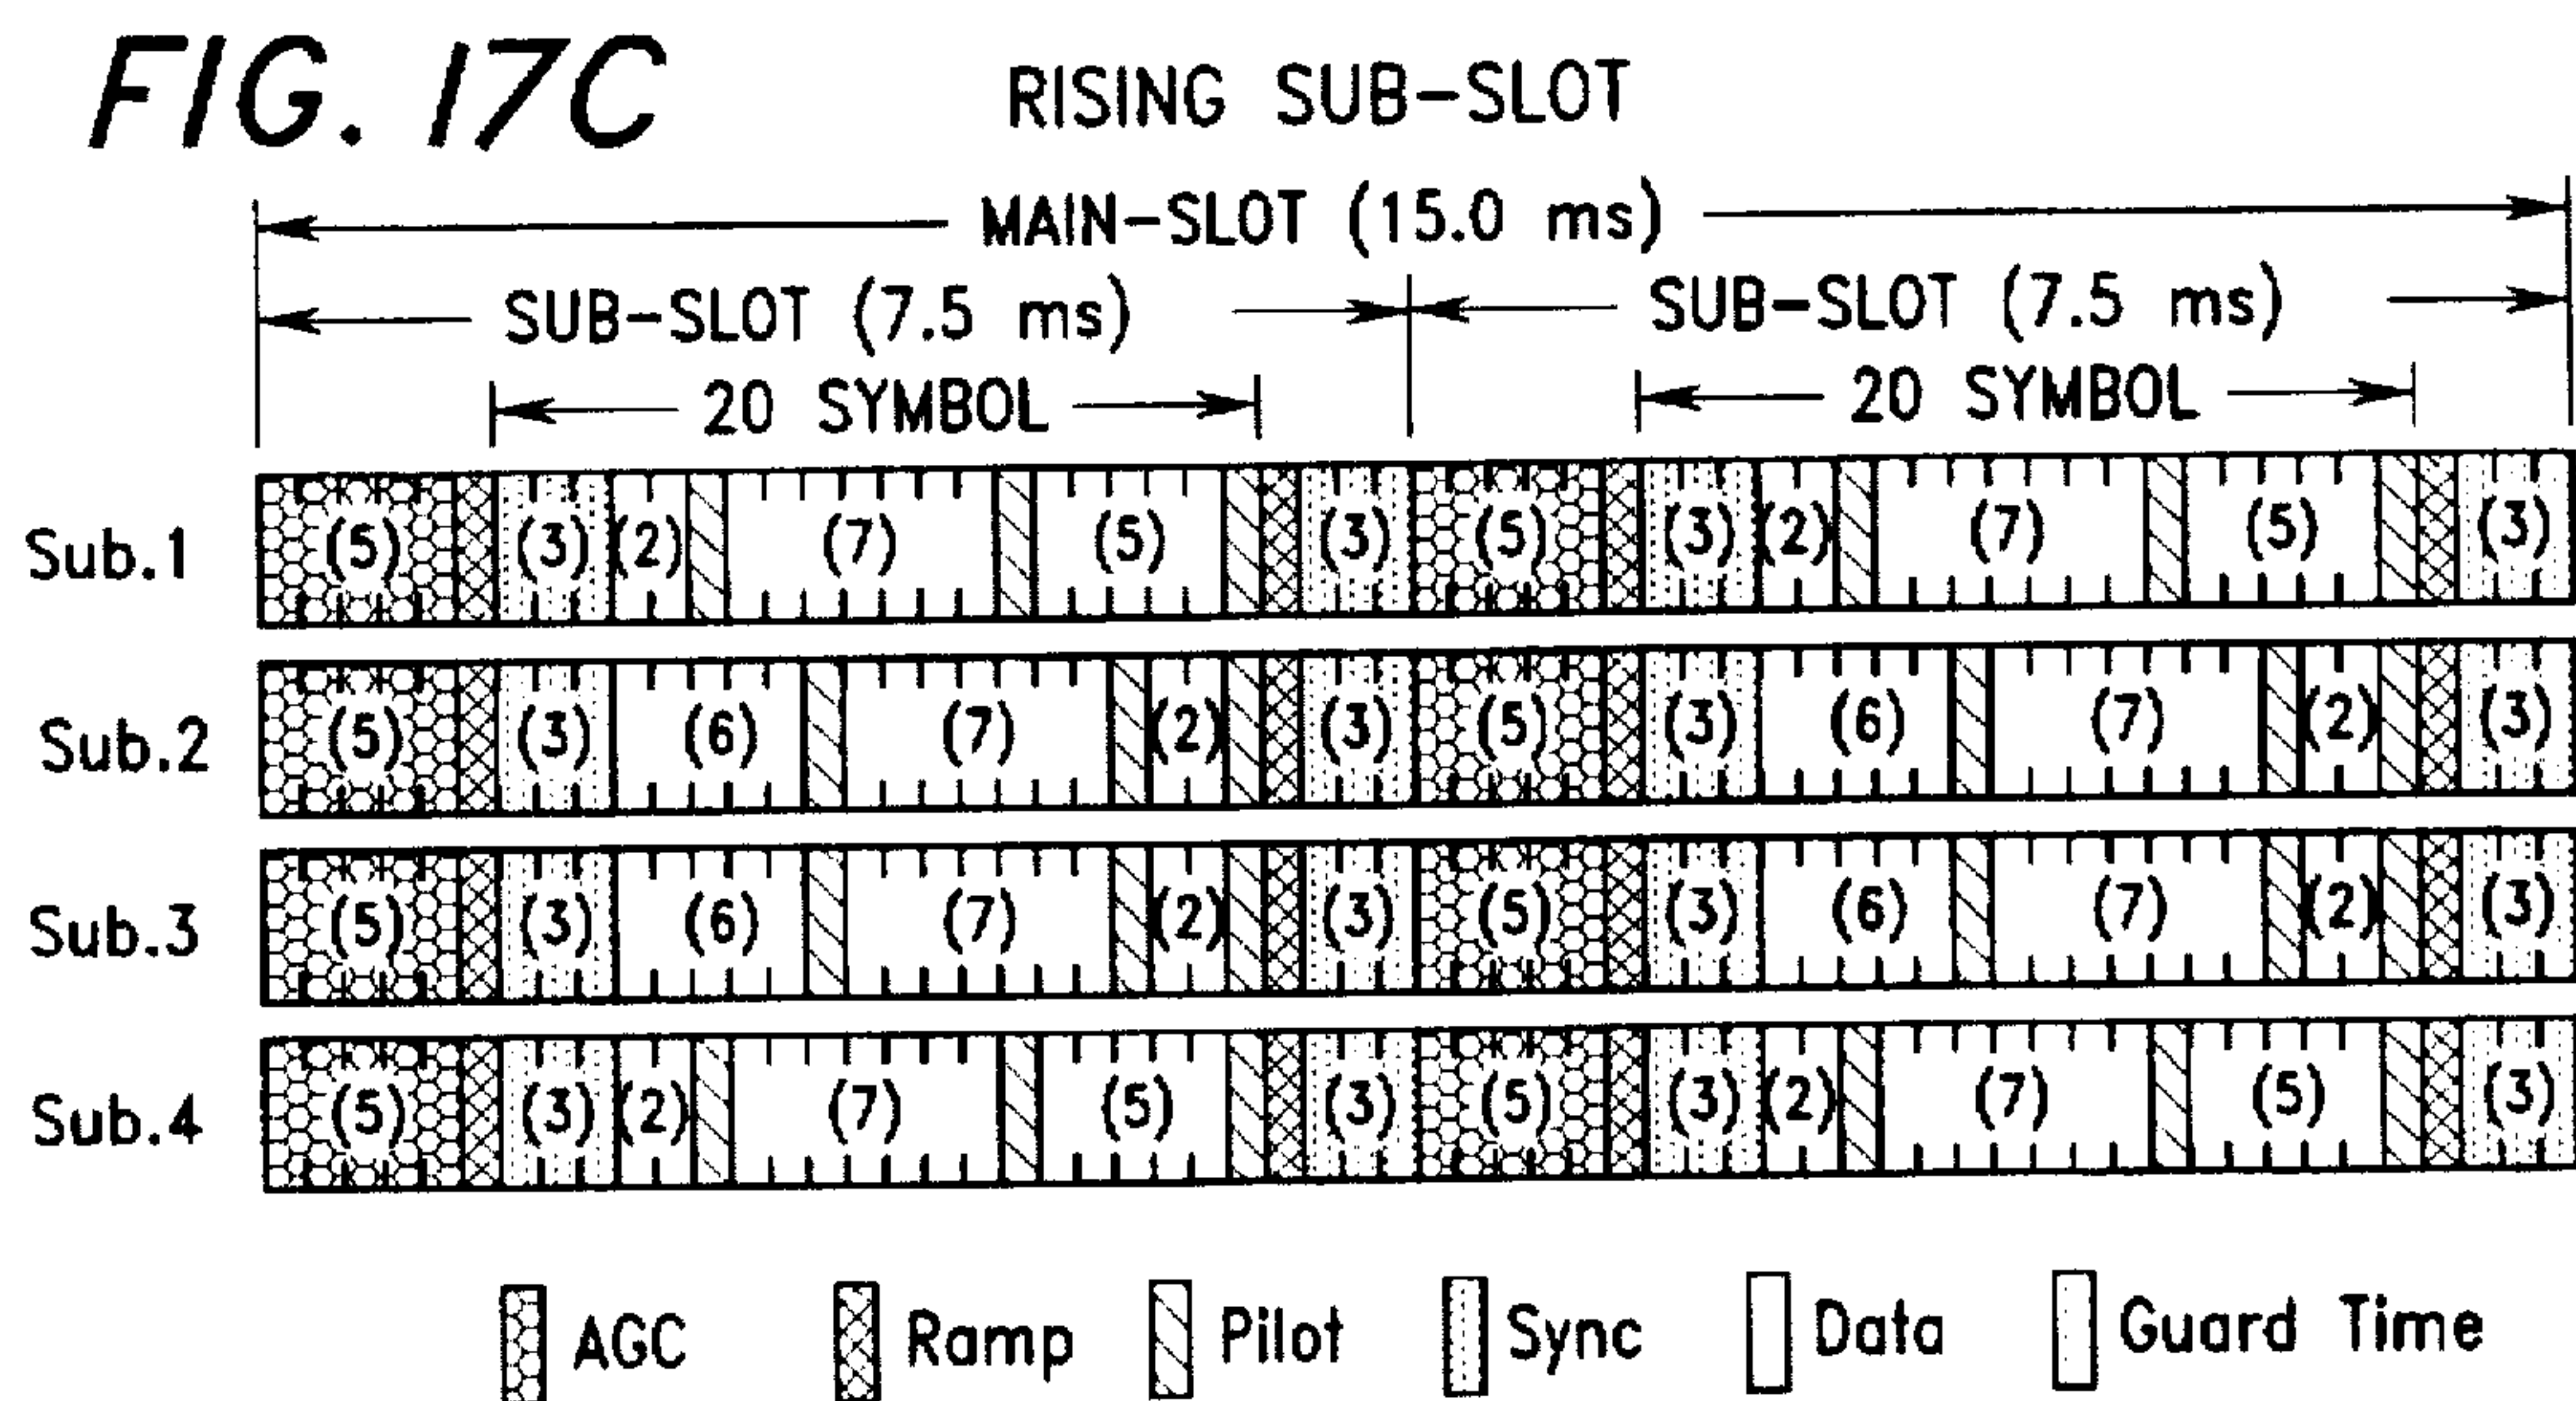 FIG. 17C
RISING SUB-SLOT
MAIN-SLOT (15.0 ms)
SUB-SLOT (7.5 ms) SUB-SLOT (7.5 ms)
20 SYMBOL 20 SYMBOL
Sub.1 (5) (3) (2) (7) (5) (3) (5) (3) (2) (7) (5) (3)
Sub.2 (5) (3) (6) (7) (2) (3) (5) (3) (6) (7) (2) (3)
Sub.3 (5) (3) (6) (7) (2) (3) (5) (3) (6) (7) (2) (3)
Sub.4 (5) (3) (2) (7) (5) (3) (5) (3) (2) (7) (5) (3)
AGC Ramp Pilot Sync Data Guard Time